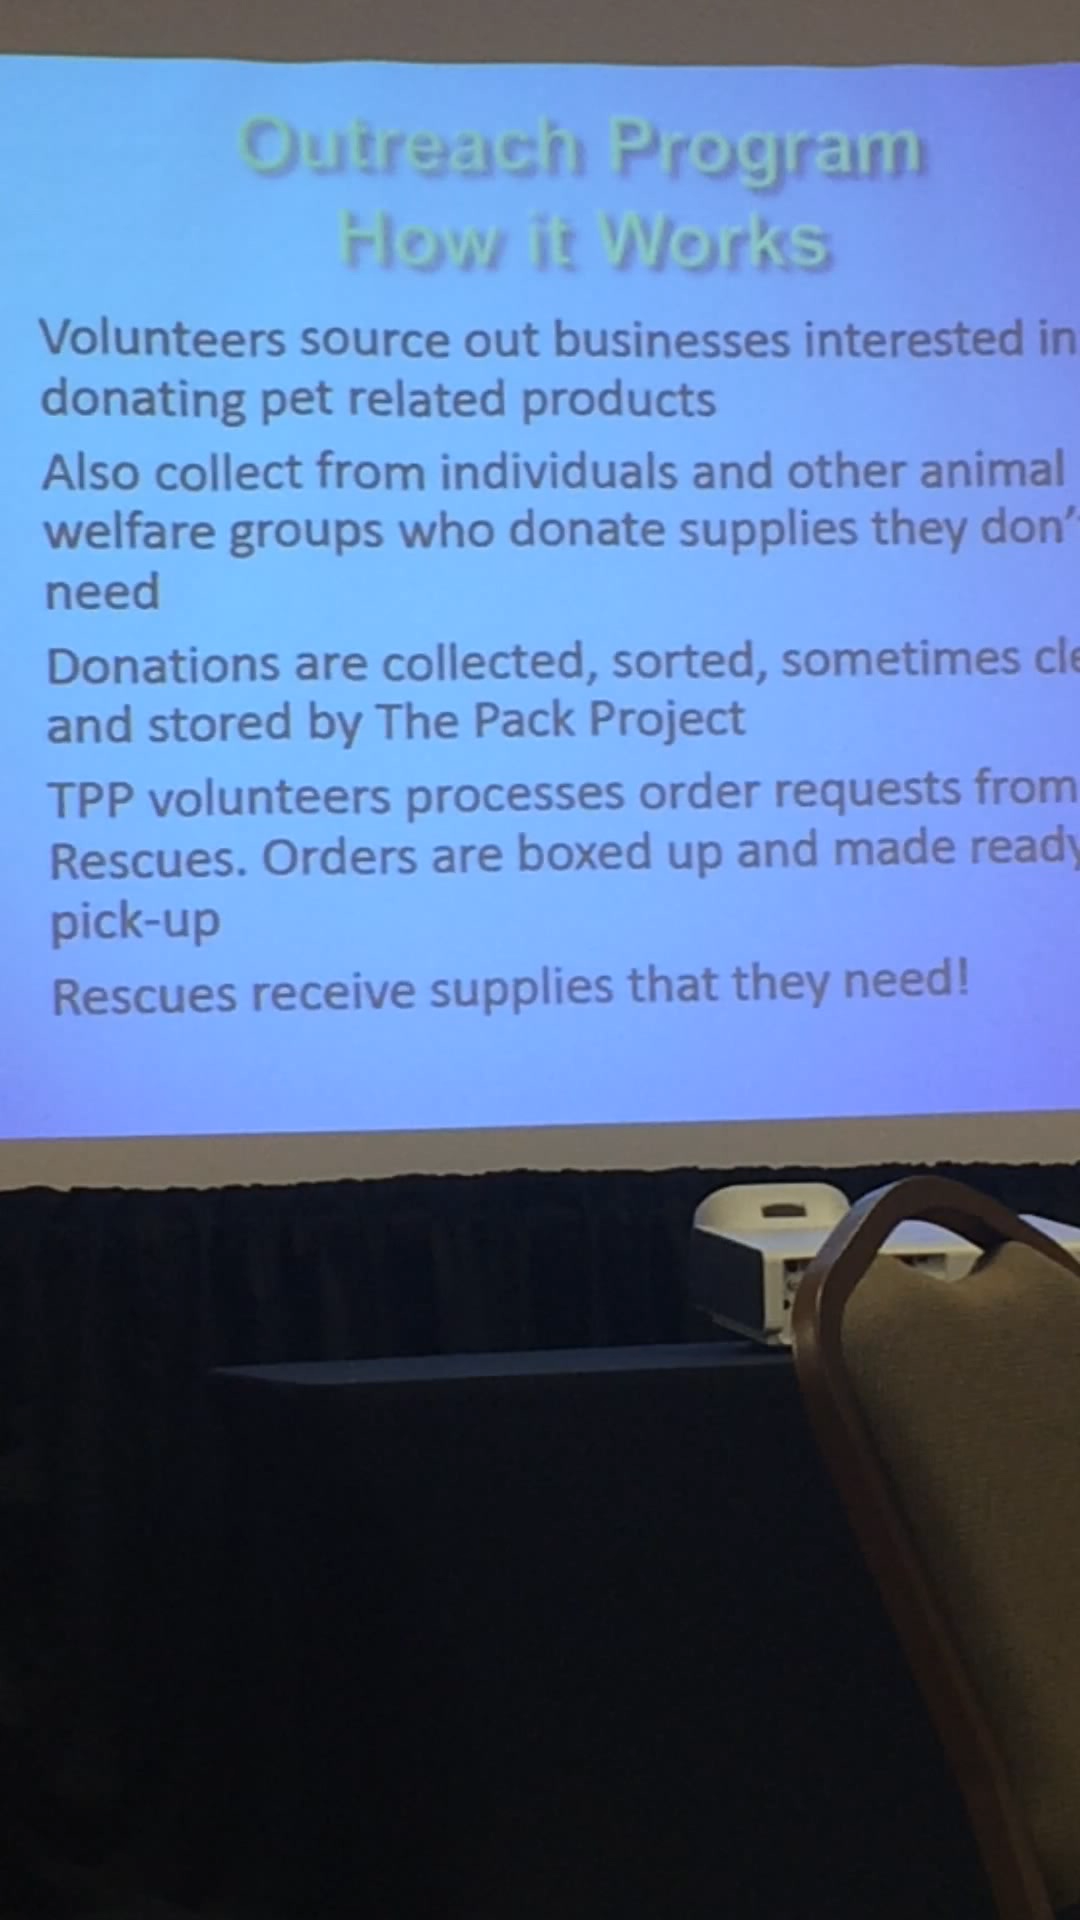 Outreach Program
How it Works
Volunteers source out businesses interested in
donating pet related products
Also collect from individuals and other animal
welfare groups who donate supplies they don'
need
Donations are collected, sorted, sometimes
and stored by The Pack Project
TPP volunteers processes order requests from
Rescues. Orders are boxed up and made ready
pick-up
Rescues receive supplies that they need!